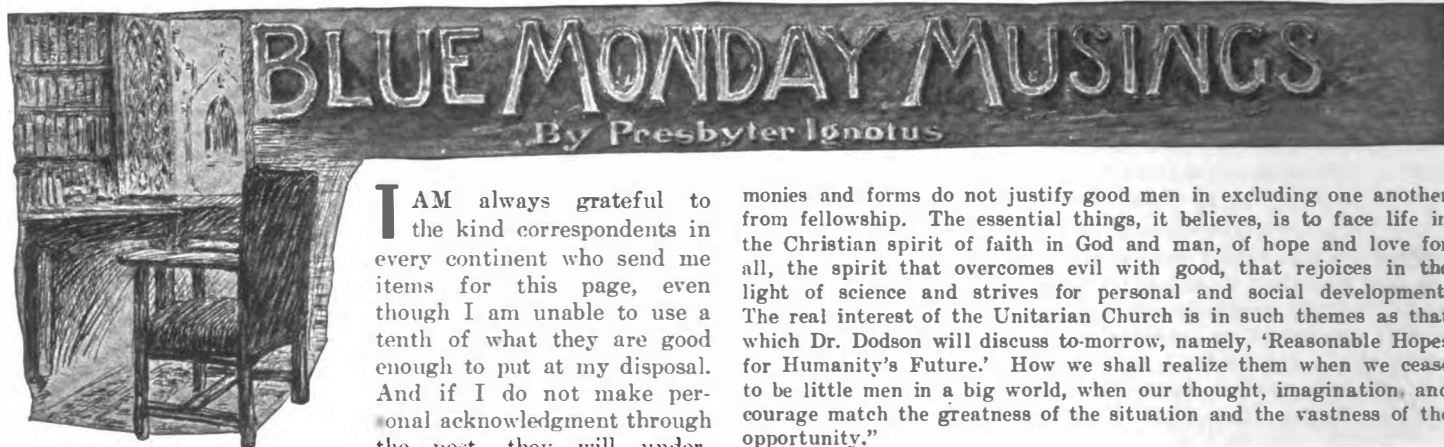 BLUE MONDAY MUSINGS
By Presbyter Ignotus
I AM always grateful to
the kind correspondents in
every continent who send me
items for this page, even
though I am unable to use a
tenth of what they are good
enough to put at my disposal.
And if I do not make per-
onal acknowledgment through
the post, they will under-
monies and forms do not justify good men in excluding one another
from fellowship. The essential things, it believes, is to face life in
the Christian spirit of faith in God and man, of hope and love for
all, the spirit that overcomes evil with good, that rejoices in the
light of science and strives for personal and social development
The real interest of the Unitarian Church is in such themes as that
which Dr. Dodson will discuss to-morrow, namely, 'Reasonable Hopes
for Humanity's Future.' How we shall realize them when we cease
to be little men in a big world, when our thought, imagination, and
courage match the greatness of the situation and the vastness of the
opportunity."